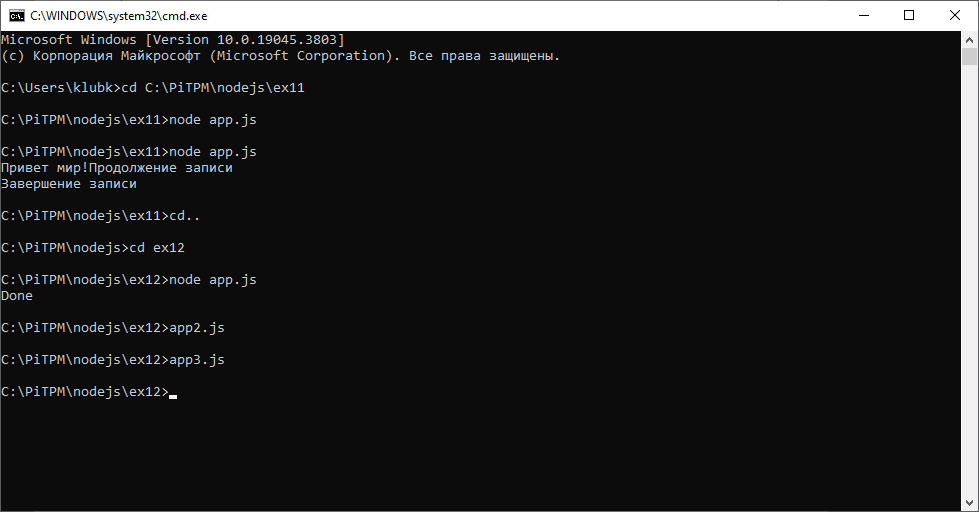 C:\WINDOWS\system32\cmd.exe
Microsoft Windows [Version 10.0.19045.3803]
(c) Корпорация Майкрософт (Microsoft Corporation). Все права защищены.
C:\Users\klubk>cd C:\PiTPM\nodejs\ex11
C:\PiTPM\nodejs\ex11>node app.js
C:\PiTPM\nodejs\ex11>node app.js
Привет мир!Продолжение записи
Завершение записи
C:\PiTPM\nodejs\ex11>cd..
C:\PiTPM\nodejs>cd ex12
C:\PiTPM\nodejs\ex12>node app.js
Done
C:\PiTPM\nodejs\ex12>app2.js
C:\PiTPM\nodejs\ex12>app3.js
C:\PiTPM\nodejs\ex12>